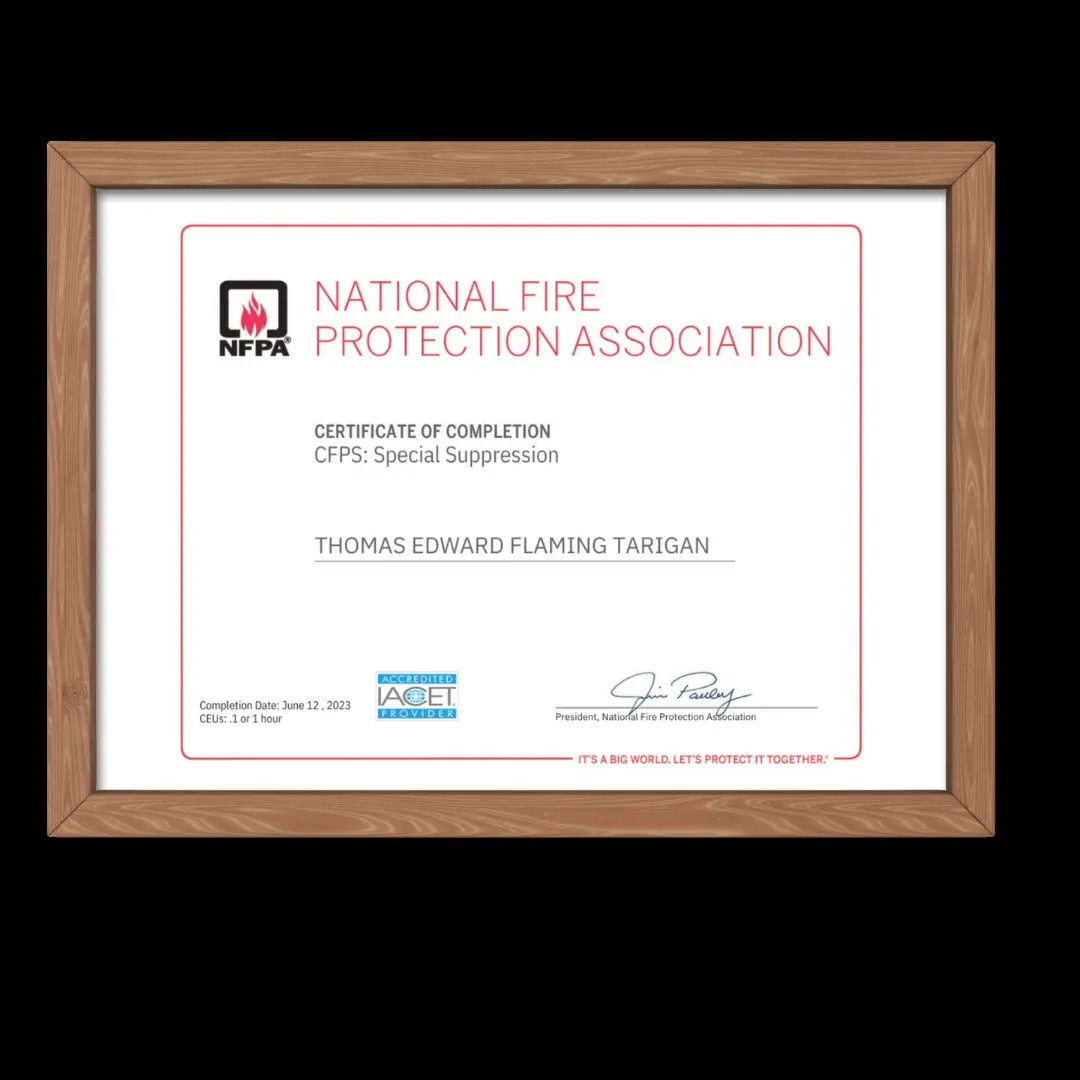 NFPA®
NATIONAL FIRE
PROTECTION ASSOCIATION
CERTIFICATE OF COMPLETION
CFPS: Special Suppression
THOMAS EDWARD FLAMING TARIGAN
Completion Date: June 12 , 2023
CEUs: .1 or 1 hour
ACCREDITED
IACET
PROVIDER
Jim Pauley
President, National Fire Protection Association
IT'S A BIG WORLD. LET'S PROTECT IT TOGETHER.®